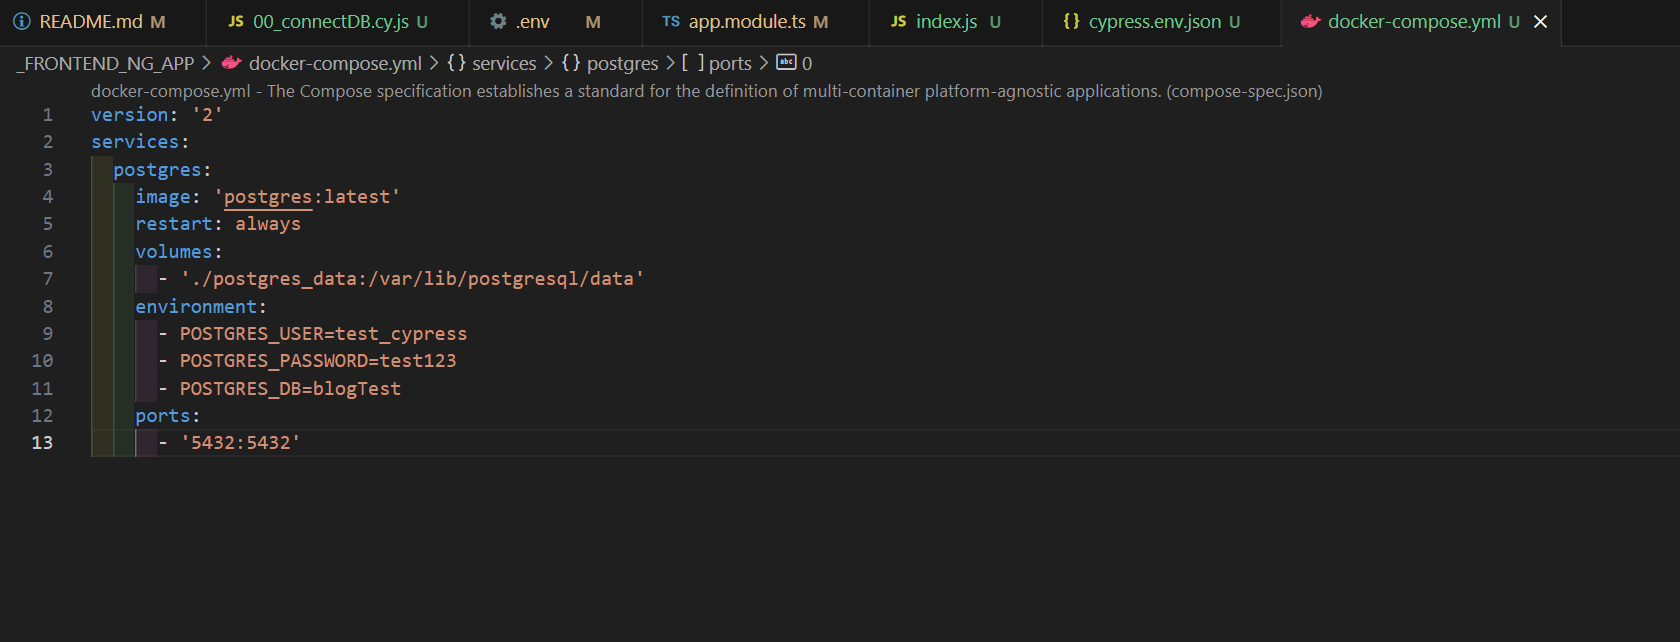 README.md M JS 00_connectDB.cy.js U .env M TS app.module.ts M JS index.js U {} cypress.env.json U docker-compose.yml U
_FRONTEND_NG_APP > docker-compose.yml > {} services > {} postgres > [ ] ports > abc 0
docker-compose.yml - The Compose specification establishes a standard for the definition of multi-container platform-agnostic applications. (compose-spec.json)
1 version: '2'
2 services:
3 postgres:
4 image: 'postgres:latest'
5 restart: always
6 volumes:
7 - './postgres_data:/var/lib/postgresql/data'
8 environment:
9 - POSTGRES_USER=test_cypress
10 - POSTGRES_PASSWORD=test123
11 - POSTGRES_DB=blogTest
12 ports:
13 - '5432:5432'